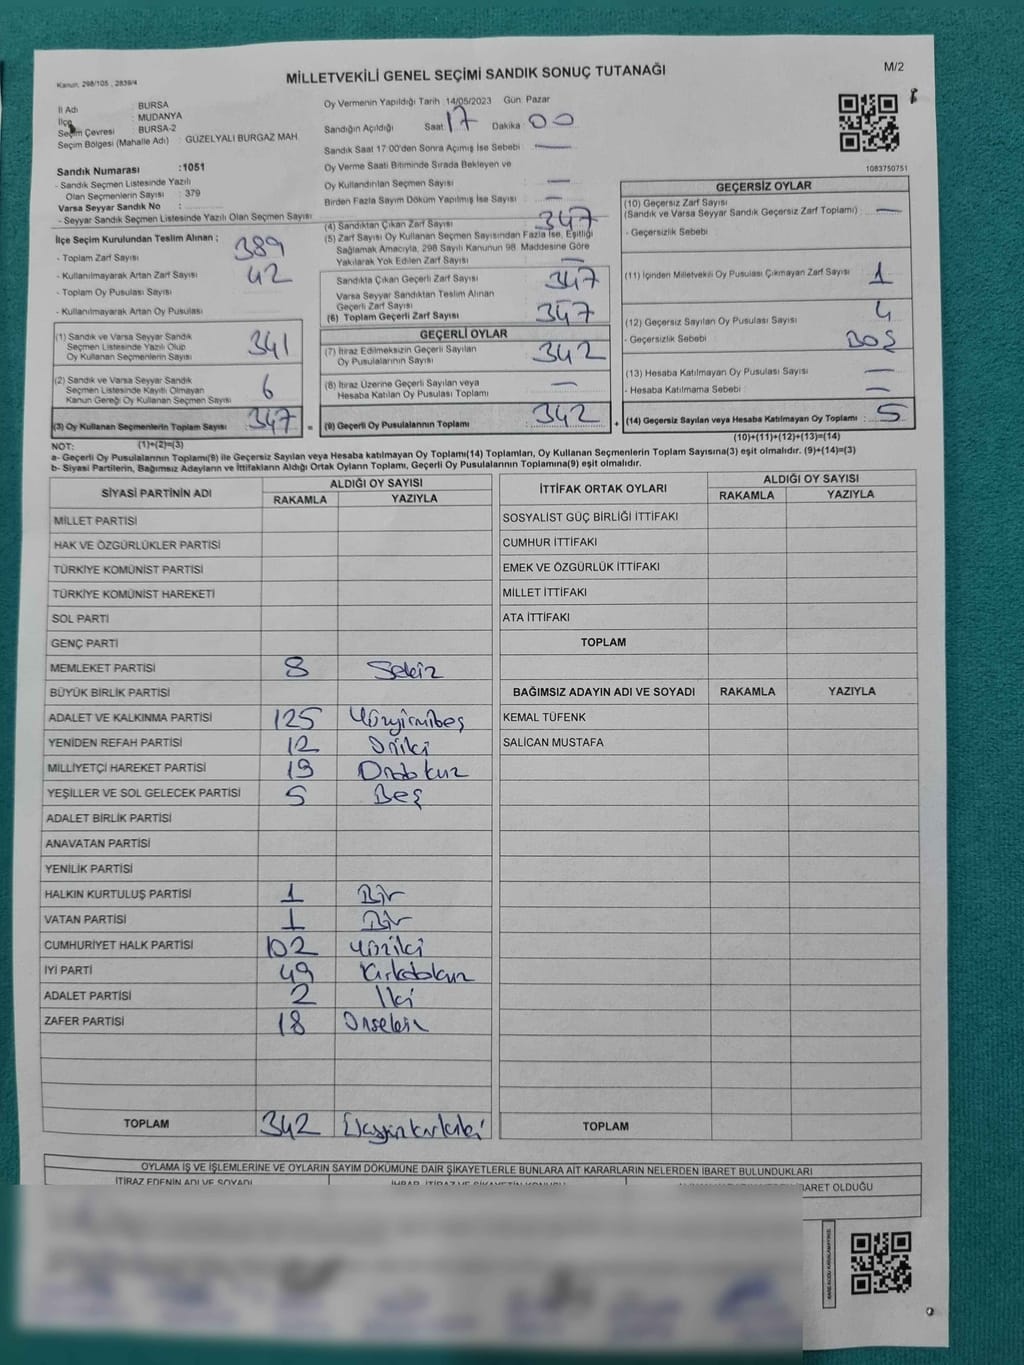 Kanun: 298/105 , 2839/4
MİLLETVEKİLİ GENEL SEÇİMİ SANDIK SONUÇ TUTANAĞI
M/2
İl Adı : BURSA
İlçe : MUDANYA
Seçim Çevresi : BURSA-2
Seçim Bölgesi (Mahalle Adı) : GÜZELYALI BURGAZ MAH.
Oy Vermenin Yapıldığı Tarih :14/05/2023 Gün: Pazar
Sandığın Açıldığı Saat: 17 Dakika: 00
Sandık Saat 17:00'den Sonra Açılmış İse Sebebi : —
Oy Verme Saati Bitiminde Sırada Bekleyen ve
Oy Kullandırılan Seçmen Sayısı : —
Birden Fazla Sayım Döküm Yapılmış İse Sayısı : —
1083750751
Sandık Numarası :1051
- Sandık Seçmen Listesinde Yazılı
Olan Seçmenlerin Sayısı : 379
Varsa Seyyar Sandık No :
- Seyyar Sandık Seçmen Listesinde Yazılı Olan Seçmen Sayısı
İlçe Seçim Kurulundan Teslim Alınan ;
- Toplam Zarf Sayısı : 389
- Kullanılmayarak Artan Zarf Sayısı : 42
- Toplam Oy Pusulası Sayısı :
- Kullanılmayarak Artan Oy Pusulası :
(1) Sandık ve Varsa Seyyar Sandık
Seçmen Listesinde Yazılı Olup
Oy Kullanan Seçmenlerin Sayısı : 341
(2) Sandık ve Varsa Seyyar Sandık
Seçmen Listesinde Kayıtlı Olmayan
Kanun Gereği Oy Kullanan Seçmen Sayısı : 6
(3) Oy Kullanan Seçmenlerin Toplam Sayısı : 347
(4) Sandıktan Çıkan Zarf Sayısı : 347
(5) Zarf Sayısı Oy Kullanan Seçmen Sayısından Fazla İse, Eşitliği
Sağlamak Amacıyla, 298 Sayılı Kanunun 98. Maddesine Göre
Yakılarak Yok Edilen Zarf Sayısı : —
Sandıkta Çıkan Geçerli Zarf Sayısı : 347
Varsa Seyyar Sandıktan Teslim Alınan
Geçerli Zarf Sayısı :
(6) Toplam Geçerli Zarf Sayısı : 347
GEÇERLİ OYLAR
(7) İtiraz Edilmeksizin Geçerli Sayılan
Oy Pusulalarının Sayısı : 342
(8) İtiraz Üzerine Geçerli Sayılan veya
Hesaba Katılan Oy Pusulası Toplamı : —
= (9) Geçerli Oy Pusulalarının Toplamı : 342
GEÇERSİZ OYLAR
(10) Geçersiz Zarf Sayısı
(Sandık ve Varsa Seyyar Sandık Geçersiz Zarf Toplamı) : —
- Geçersizlik Sebebi :
(11) İçinden Milletvekili Oy Pusulası Çıkmayan Zarf Sayısı : 1
(12) Geçersiz Sayılan Oy Pusulası Sayısı : 4
- Geçersizlik Sebebi : BOŞ
(13) Hesaba Katılmayan Oy Pusulası Sayısı : —
- Hesaba Katılmama Sebebi : —
+ (14) Geçersiz Sayılan veya Hesaba Katılmayan Oy Toplamı : 5
NOT: (1)+(2)=(3)
(10)+(11)+(12)+(13)=(14)
a- Geçerli Oy Pusulalarının Toplamı(9) ile Geçersiz Sayılan veya Hesaba katılmayan Oy Toplamı(14) Toplamları, Oy Kullanan Seçmenlerin Toplam Sayısına(3) eşit olmalıdır. (9)+(14)=(3)
b- Siyasi Partilerin, Bağımsız Adayların ve İttifakların Aldığı Ortak Oyların Toplamı, Geçerli Oy Pusulalarının Toplamına(9) eşit olmalıdır.
SİYASİ PARTİNİN ADI ALDIĞI OY SAYISI
RAKAMLA YAZIYLA
MİLLET PARTİSİ
HAK VE ÖZGÜRLÜKLER PARTİSİ
TÜRKİYE KOMÜNİST PARTİSİ
TÜRKİYE KOMÜNİST HAREKETİ
SOL PARTİ
GENÇ PARTİ
MEMLEKET PARTİSİ 8 Sekiz
BÜYÜK BİRLİK PARTİSİ
ADALET VE KALKINMA PARTİSİ 125 Yüzyirmibeş
YENİDEN REFAH PARTİSİ 12 Oniki
MİLLİYETÇİ HAREKET PARTİSİ 19 Ondokuz
YEŞİLLER VE SOL GELECEK PARTİSİ 5 Beş
ADALET BİRLİK PARTİSİ
ANAVATAN PARTİSİ
YENİLİK PARTİSİ
HALKIN KURTULUŞ PARTİSİ 1 Bir
VATAN PARTİSİ 1 Bir
CUMHURİYET HALK PARTİSİ 102 Yüziki
İYİ PARTİ 49 Kırkdokuz
ADALET PARTİSİ 2 İki
ZAFER PARTİSİ 18 Onsekiz
TOPLAM 342 Üçyüzkırkiki
İTTİFAK ORTAK OYLARI ALDIĞI OY SAYISI
RAKAMLA YAZIYLA
SOSYALİST GÜÇ BİRLİĞİ İTTİFAKI
CUMHUR İTTİFAKI
EMEK VE ÖZGÜRLÜK İTTİFAKI
MİLLET İTTİFAKI
ATA İTTİFAKI
TOPLAM
BAĞIMSIZ ADAYIN ADI VE SOYADI RAKAMLA YAZIYLA
KEMAL TÜFENK
SALİCAN MUSTAFA
TOPLAM
OYLAMA İŞ VE İŞLEMLERİNE VE OYLARIN SAYIM DÖKÜMÜNE DAİR ŞİKAYETLERLE BUNLARA AİT KARARLARIN NELERDEN İBARET BULUNDUKLARI
İTİRAZ EDENİN ADI VE SOYADI
İBARET OLDUĞU